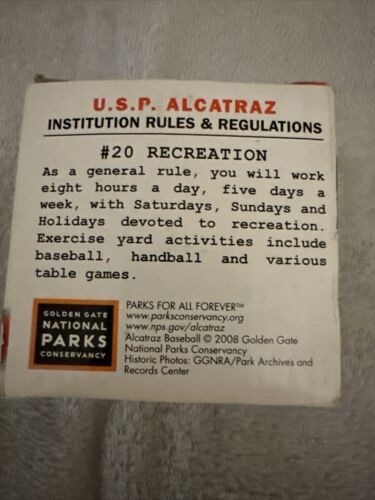 U.S.P. ALCATRAZ
INSTITUTION RULES & REGULATIONS
#20 RECREATION
As a general rule, you will work
eight hours a day, five days a
week, with Saturdays, Sundays and
Holidays devoted to recreation.
Exercise yard activities include
baseball, handball and various
table games.
GOLDEN GATE
NATIONAL
PARKS
CONSERVANCY
PARKS FOR ALL FOREVER™
www.parksconservancy.org
www.nps.gov/alcatraz
Alcatraz Baseball © 2008 Golden Gate
National Parks Conservancy
Historic Photos: GGNRA/Park Archives and
Records Center